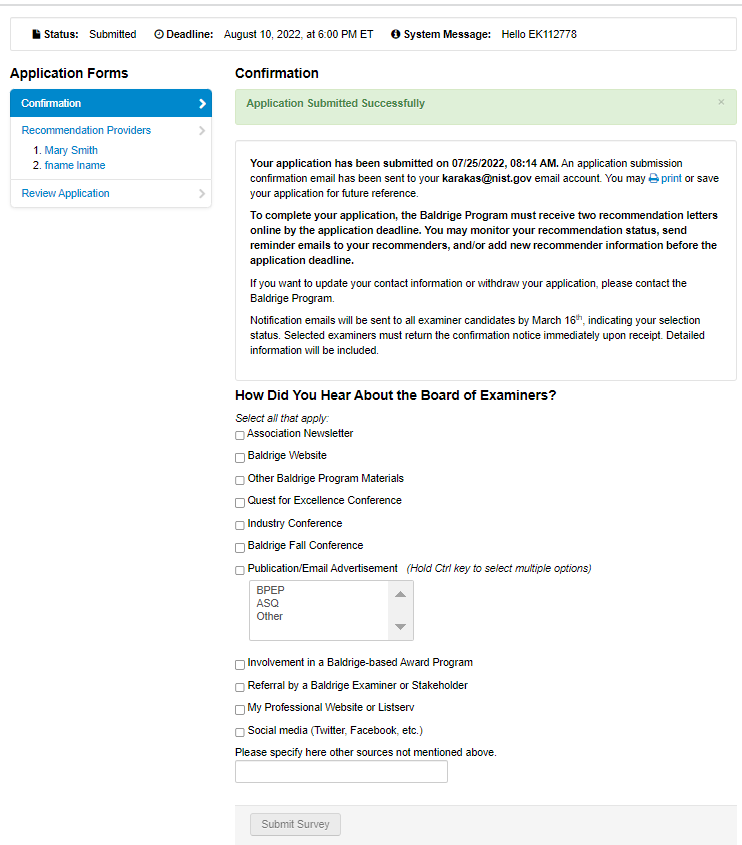 Status: Submitted Deadline: August 10, 2022, at 6:00 PM ET System Message: Hello EK112778
Application Forms
Confirmation
Recommendation Providers
1. Mary Smith
2. fname lname
Review Application
Confirmation
Application Submitted Successfully ×
Your application has been submitted on 07/25/2022, 08:14 AM. An application submission
confirmation email has been sent to your karakas@nist.gov email account. You may print or save
your application for future reference.
To complete your application, the Baldrige Program must receive two recommendation letters
online by the application deadline. You may monitor your recommendation status, send
reminder emails to your recommenders, and/or add new recommender information before the
application deadline.
If you want to update your contact information or withdraw your application, please contact the
Baldrige Program.
Notification emails will be sent to all examiner candidates by March 16th, indicating your selection
status. Selected examiners must return the confirmation notice immediately upon receipt. Detailed
information will be included.
How Did You Hear About the Board of Examiners?
Select all that apply:
Association Newsletter
Baldrige Website
Other Baldrige Program Materials
Quest for Excellence Conference
Industry Conference
Baldrige Fall Conference
Publication/Email Advertisement (Hold Ctrl key to select multiple options)
BPEP
ASQ
Other
Involvement in a Baldrige-based Award Program
Referral by a Baldrige Examiner or Stakeholder
My Professional Website or Listserv
Social media (Twitter, Facebook, etc.)
Please specify here other sources not mentioned above.
Submit Survey